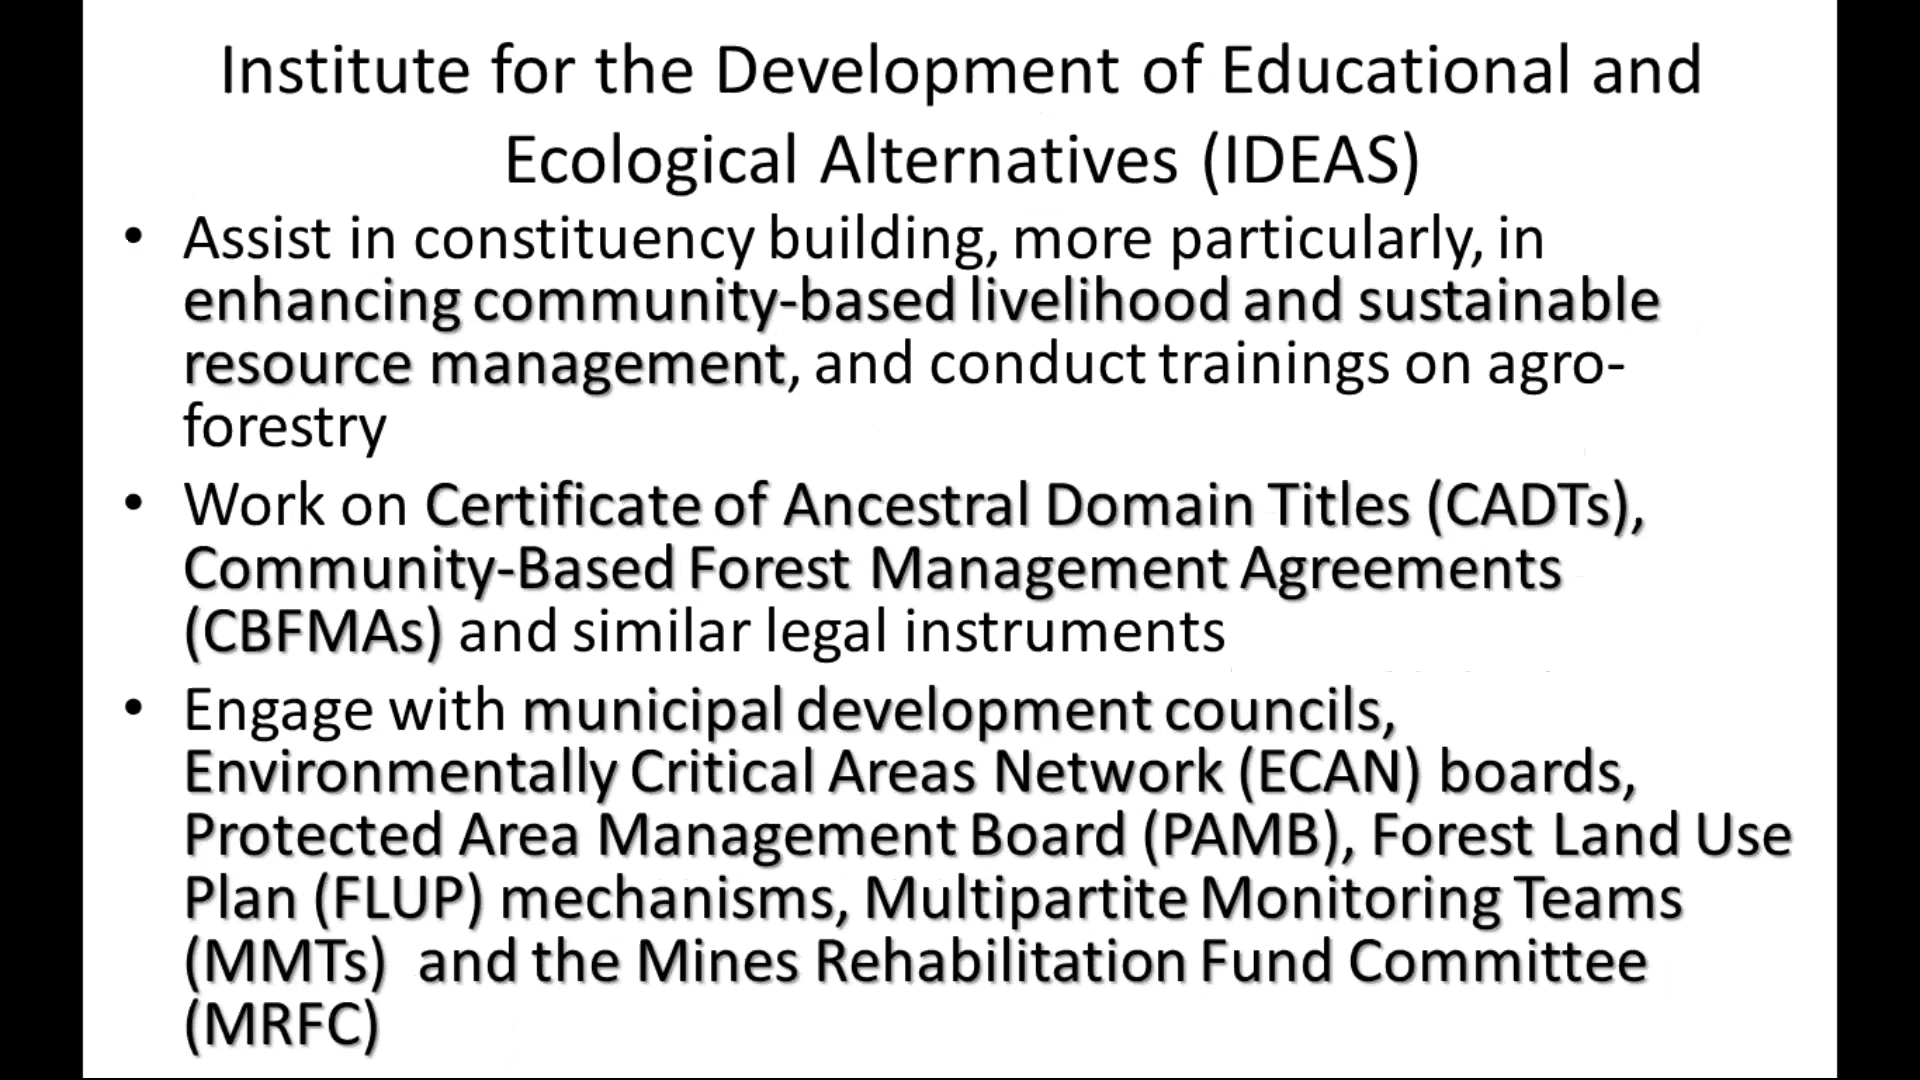 Institute for the Development of Educational and
Ecological Alternatives (IDEAS)
• Assist in constituency building, more particularly, in
enhancing community-based livelihood and sustainable
resource management, and conduct trainings on agro-
forestry
• Work on Certificate of Ancestral Domain Titles (CADTs),
Community-Based Forest Management Agreements
(CBFMAs) and similar legal instruments
• Engage with municipal development councils,
Environmentally Critical Areas Network (ECAN) boards,
Protected Area Management Board (PAMB), Forest Land Use
Plan (FLUP) mechanisms, Multipartite Monitoring Teams
(MMTs) and the Mines Rehabilitation Fund Committee
(MRFC)